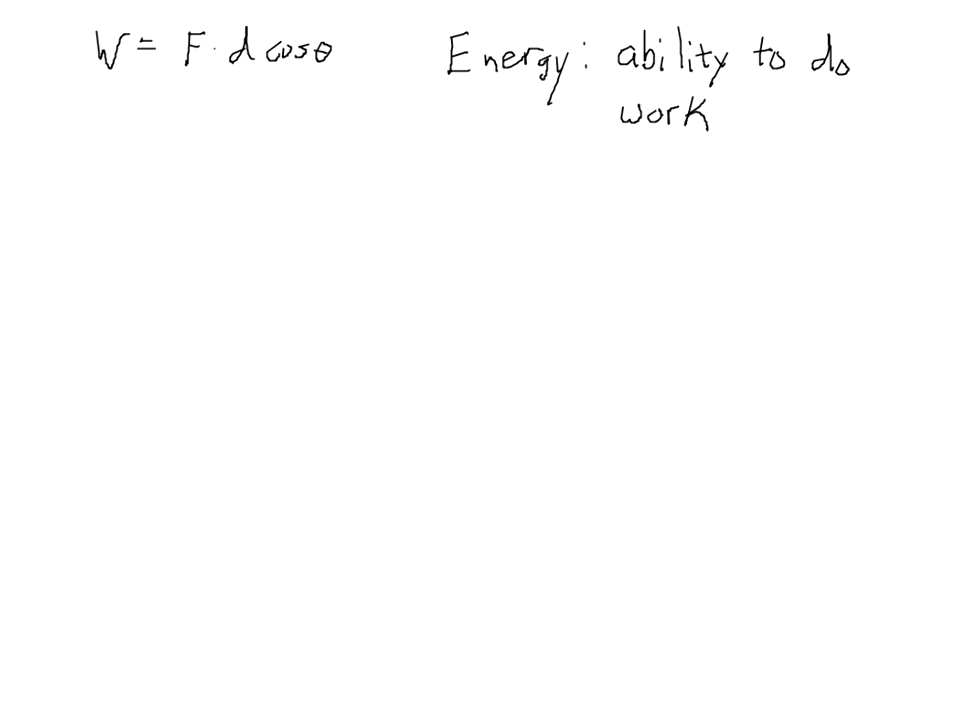 W = F · d cosθ
Energy: ability to do
work